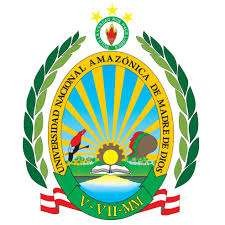 UNIVERSIDAD NACIONAL AMAZÓNICA DE MADRE DE DIOS
V-VII-MM